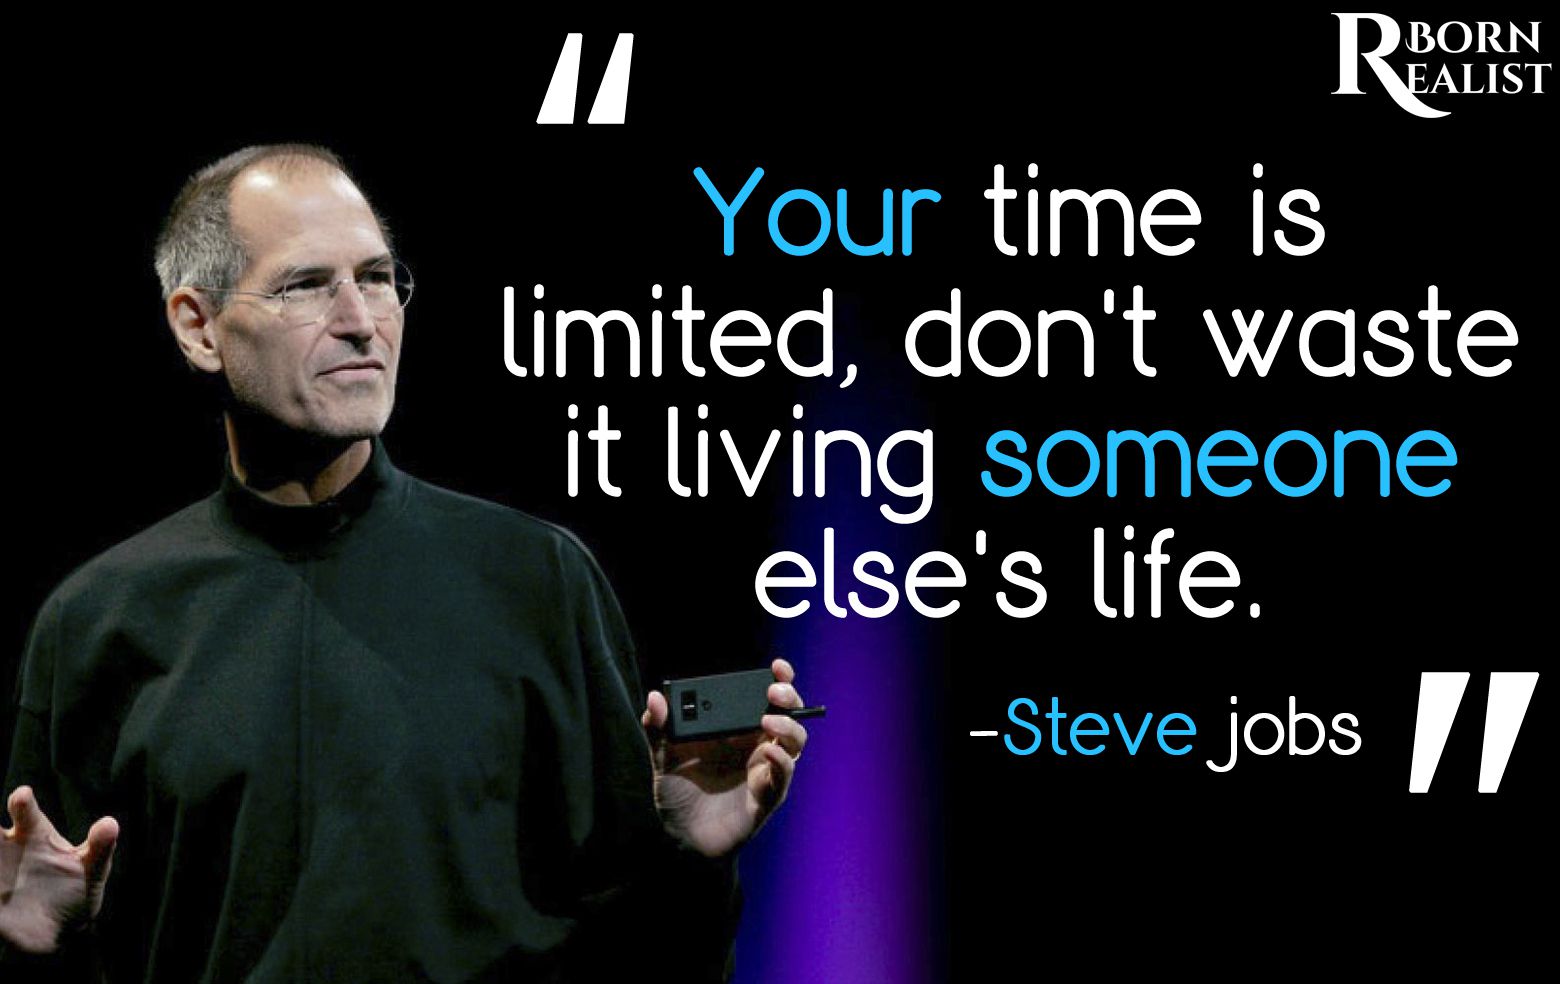 BORN
REALIST
Your time is
limited, don't waste
it living someone
else's life.
-Steve jobs